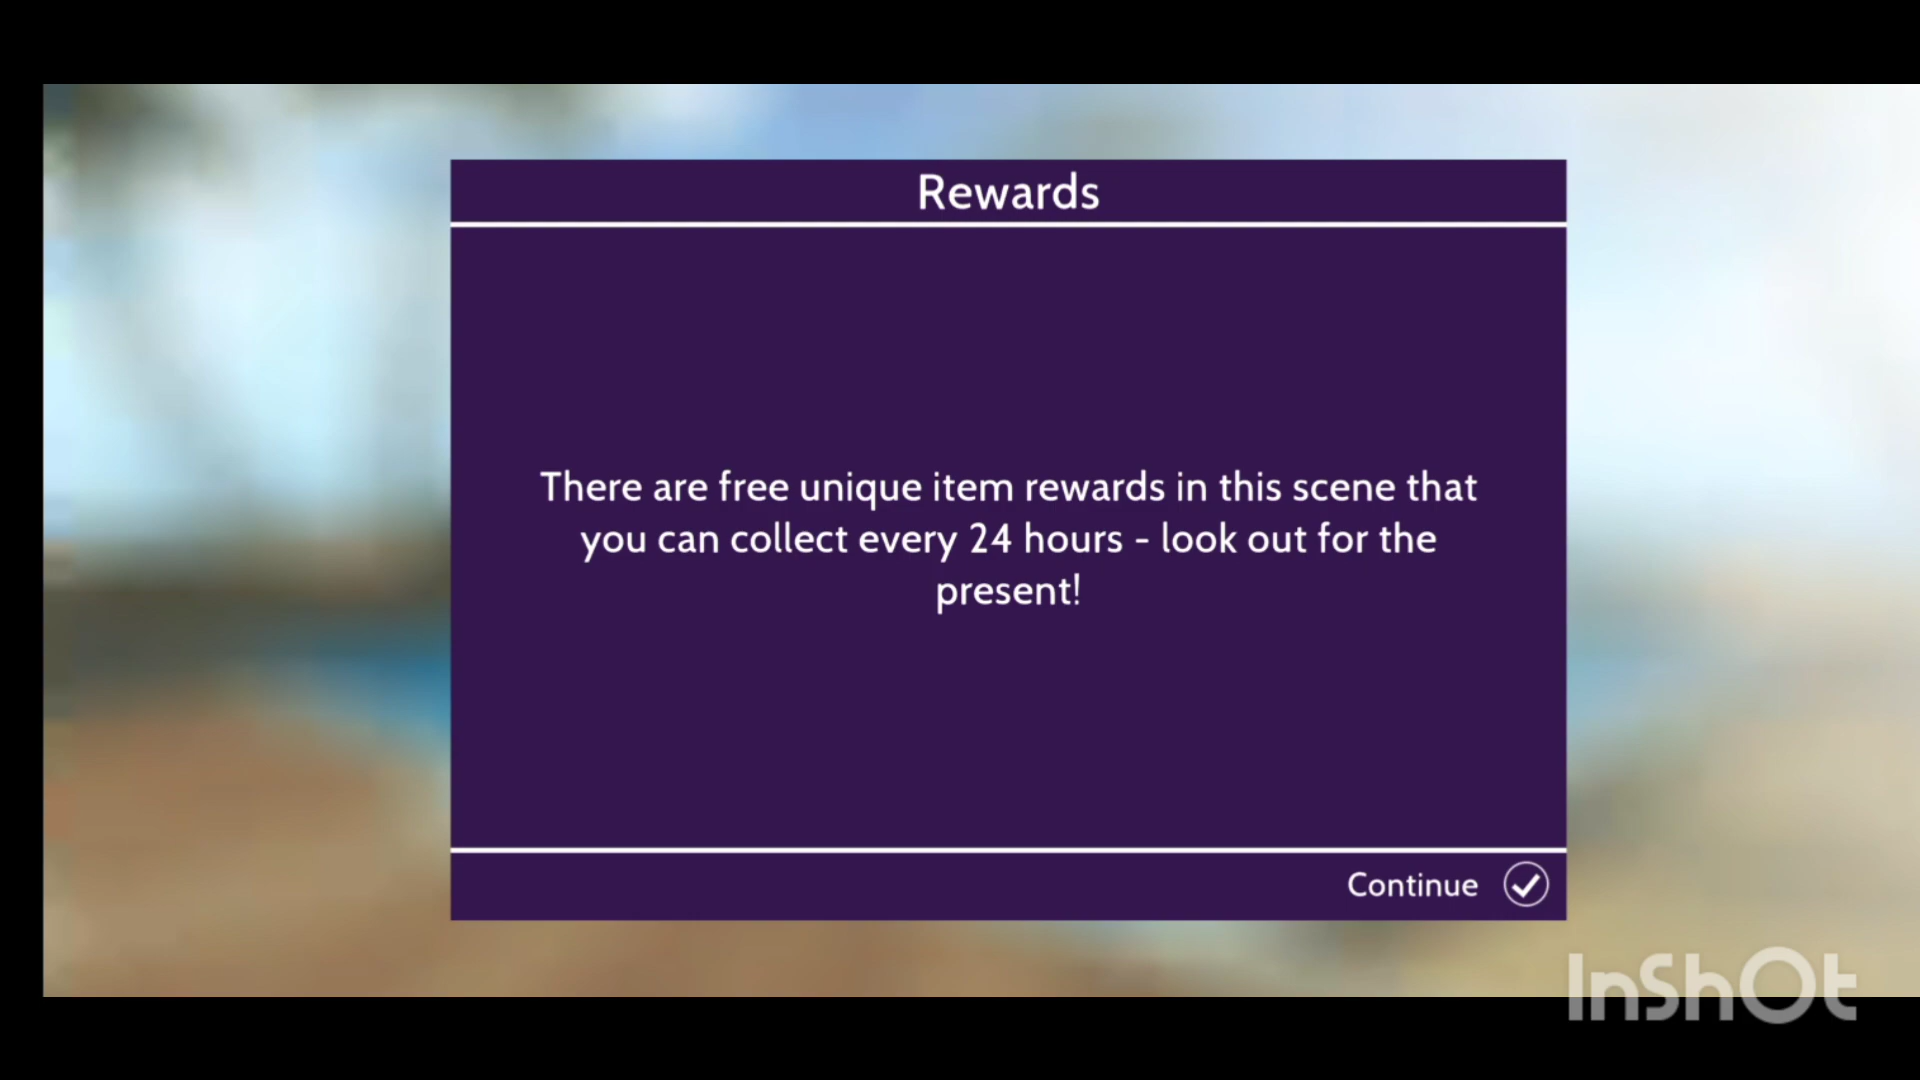 Rewards
There are free unique item rewards in this scene that
you can collect every 24 hours - look out for the
present!
Continue
InShOt